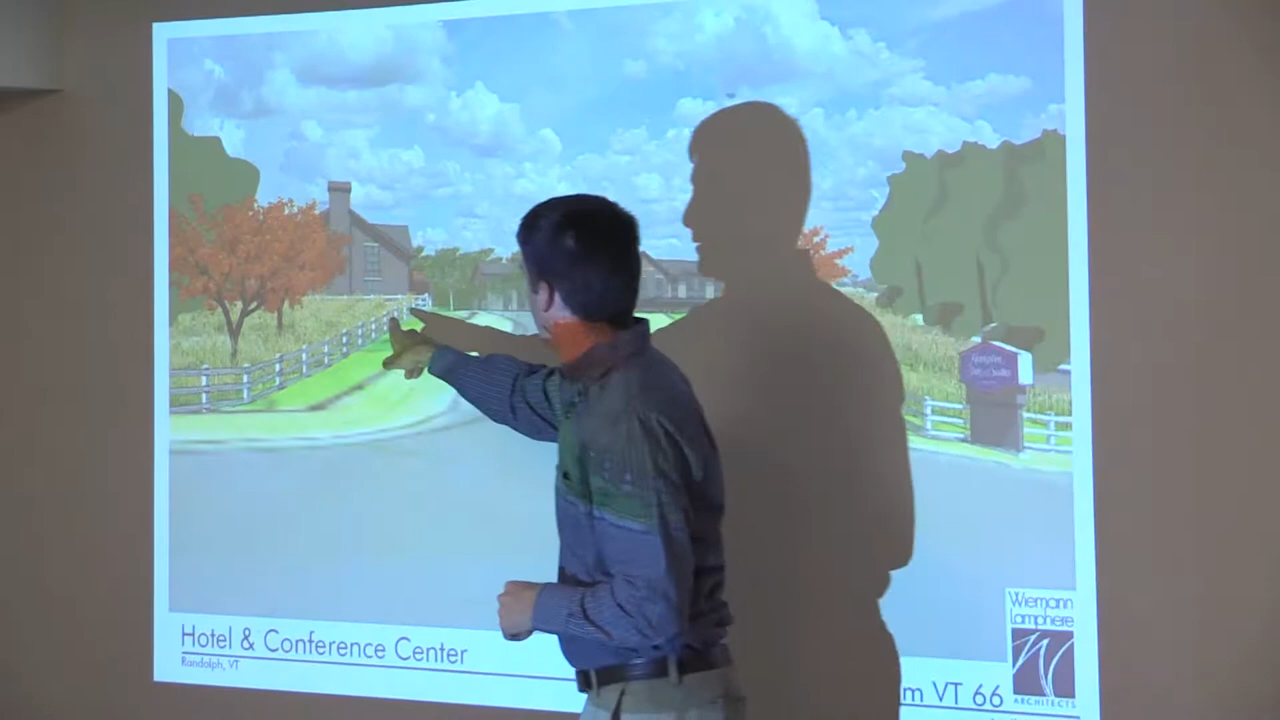 Hotel & Conference Center
Randolph, VT
m VT 66
Wiemann
Lamphere
ARCHITECTS